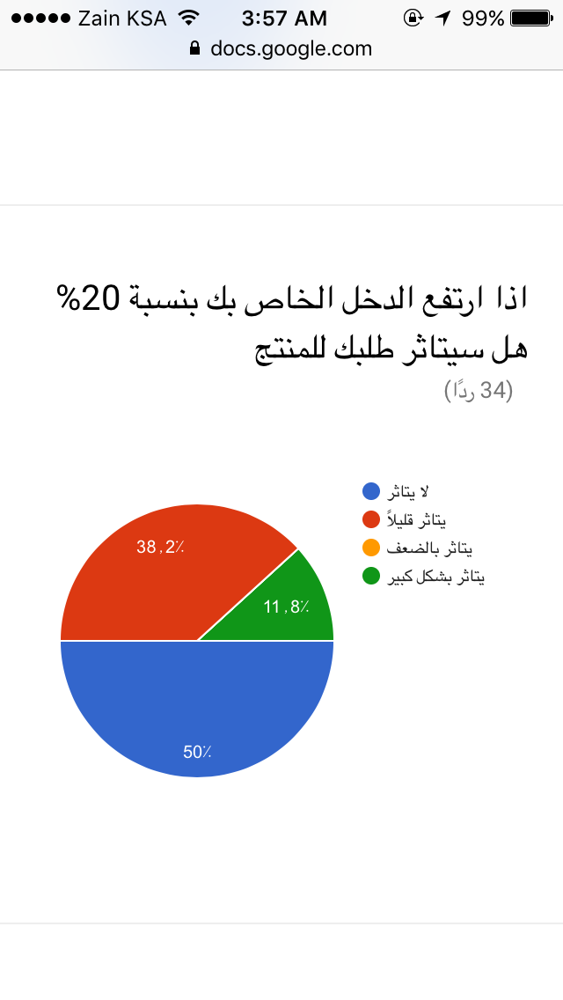 Zain KSA 3:57 AM 99%
docs.google.com
اذا ارتفع الدخل الخاص بك بنسبة 20%
هل سيتاثر طلبك للمنتج
(34 ردًا)
لا يتاثر
يتاثر قليلاً
يتاثر بالضعف
يتاثر بشكل كبير
38,2٪
11,8٪
50٪